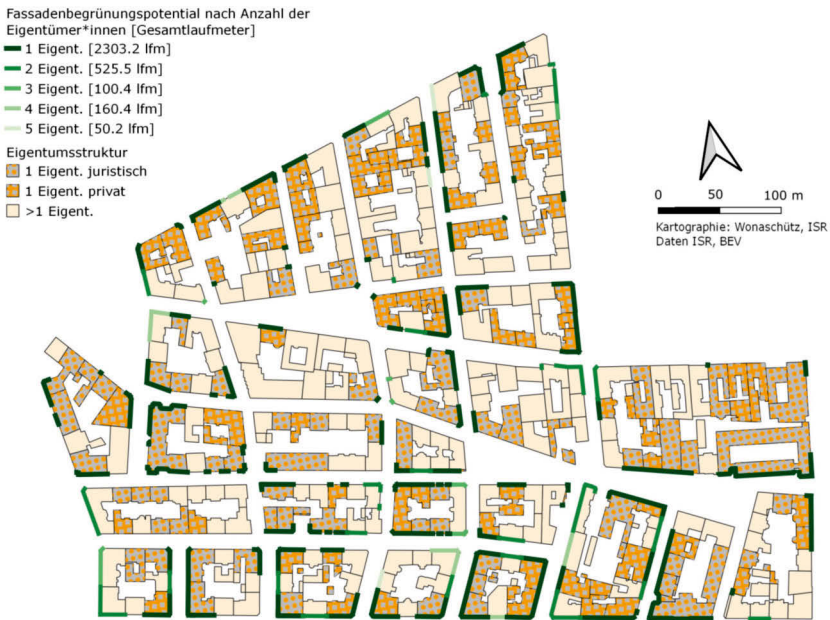 Fassadenbegrünungspotential nach Anzahl der
Eigentümer*innen [Gesamtlaufmeter]
1 Eigent. [2303.2 lfm]
2 Eigent. [525.5 lfm]
3 Eigent. [100.4 lfm]
4 Eigent. [160.4 lfm]
5 Eigent. [50.2 lfm]
Eigentumsstruktur
1 Eigent. juristisch
1 Eigent. privat
>1 Eigent.
0 50 100 m
Kartographie: Wonaschütz, ISR
Daten ISR, BEV